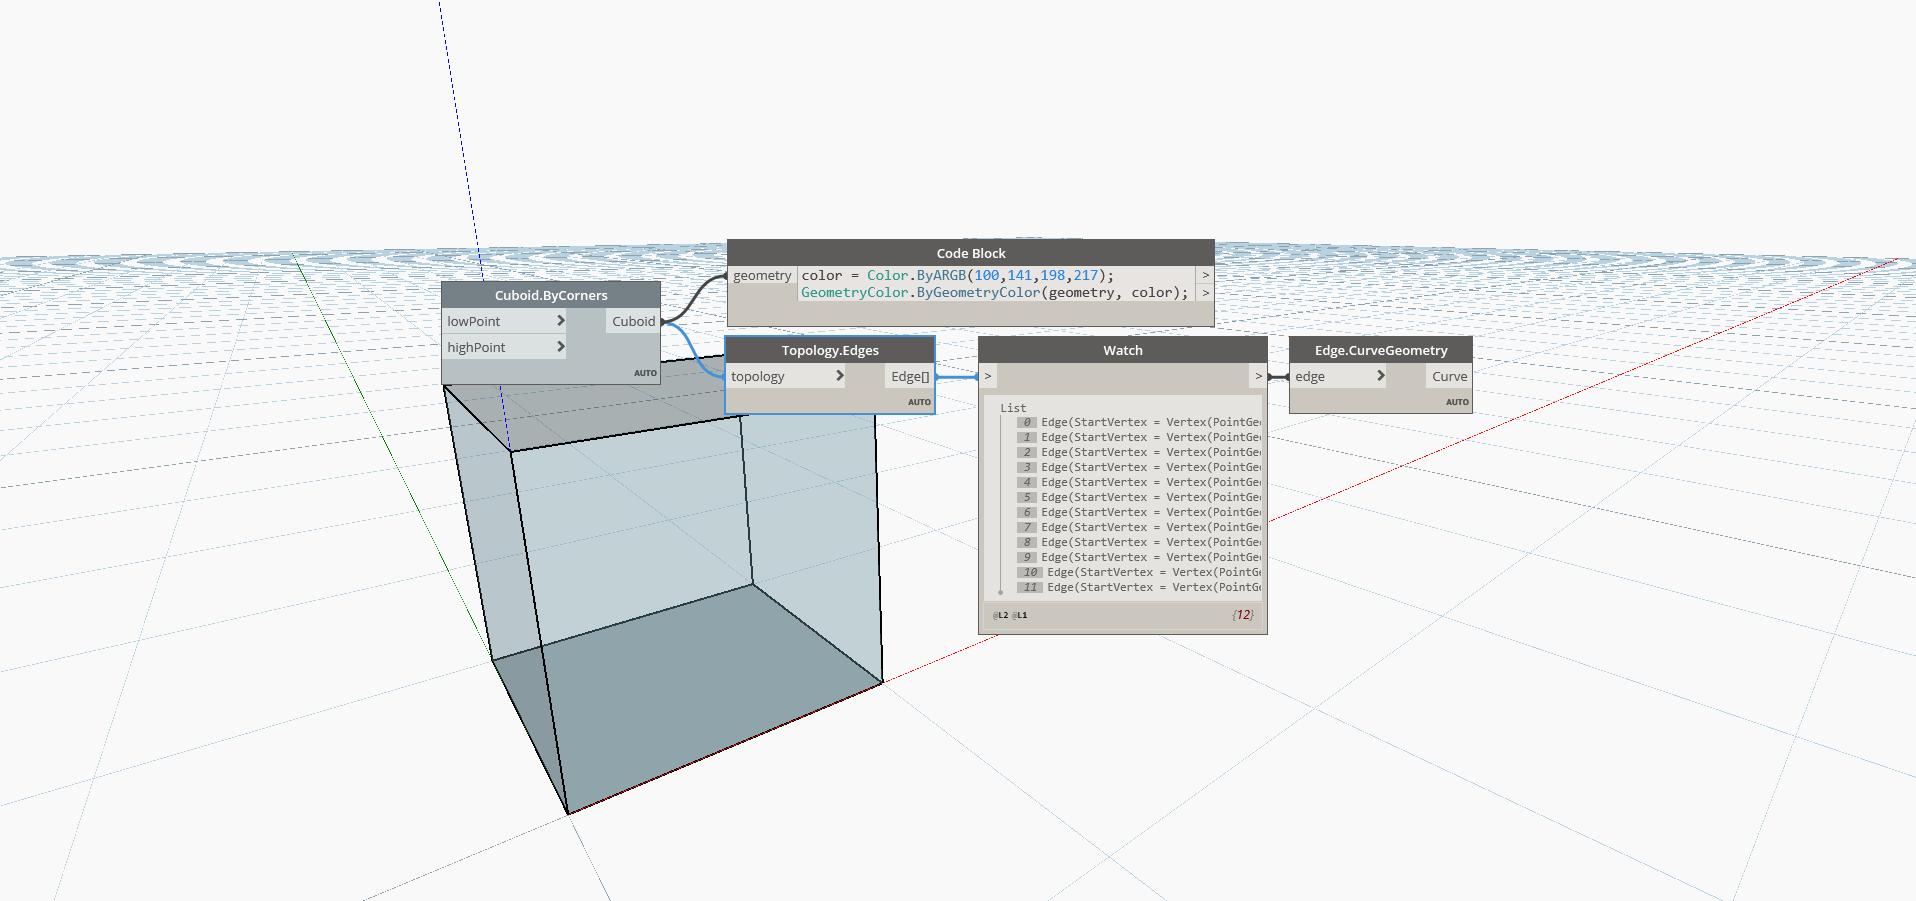 Code Block
geometry color = Color.ByARGB(100,141,198,217); >
GeometryColor.ByGeometryColor(geometry, color); >
Cuboid.ByCorners
lowPoint > Cuboid
highPoint >
AUTO
Topology.Edges
topology > Edge[]
AUTO
Watch
> >
List
0 Edge(StartVertex = Vertex(PointGe
1 Edge(StartVertex = Vertex(PointGe
2 Edge(StartVertex = Vertex(PointGe
3 Edge(StartVertex = Vertex(PointGe
4 Edge(StartVertex = Vertex(PointGe
5 Edge(StartVertex = Vertex(PointGe
6 Edge(StartVertex = Vertex(PointGe
7 Edge(StartVertex = Vertex(PointGe
8 Edge(StartVertex = Vertex(PointGe
9 Edge(StartVertex = Vertex(PointGe
10 Edge(StartVertex = Vertex(PointG
11 Edge(StartVertex = Vertex(PointG
@L2 @L1 {12}
Edge.CurveGeometry
edge > Curve
AUTO